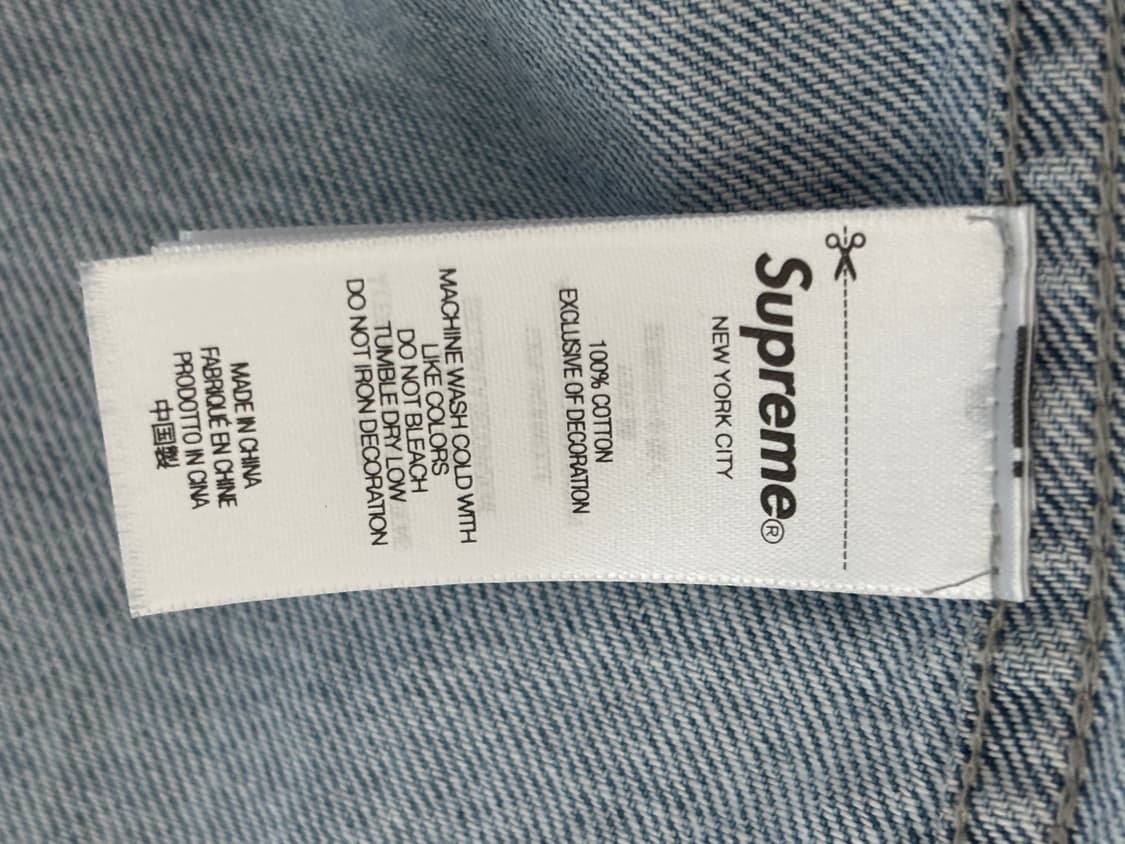 Supreme®
NEW YORK CITY
100% COTTON
EXCLUSIVE OF DECORATION
MACHINE WASH COLD WITH
LIKE COLORS
DO NOT BLEACH
TUMBLE DRY LOW
DO NOT IRON DECORATION
MADE IN CHINA
FABRIQUÉ EN CHINE
PRODOTTO IN CINA
中国製